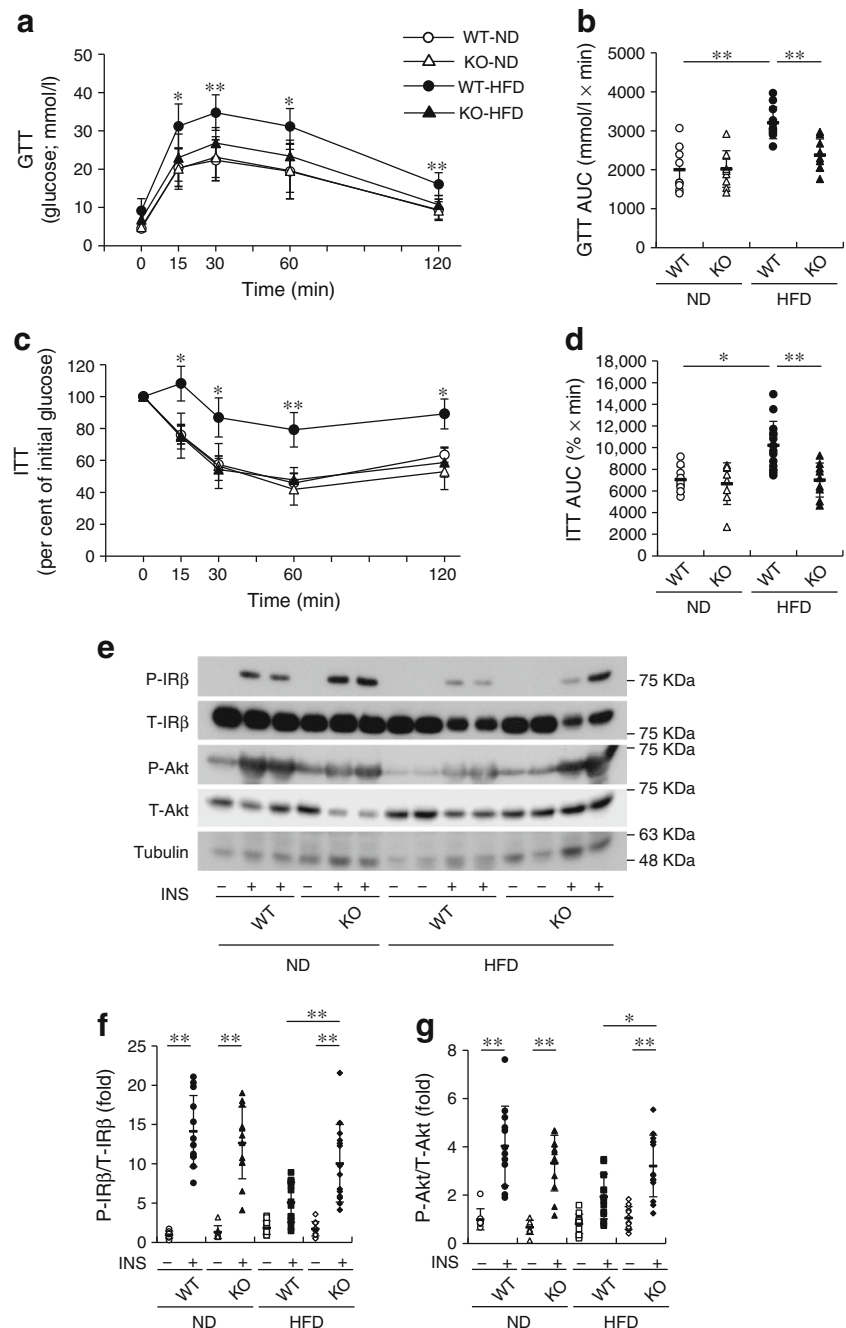 a
WT-ND
KO-ND
WT-HFD
KO-HFD
GTT
(glucose; mmol/l)
50
40
30
20
10
0
*
**
*
**
0 15 30 60 120
Time (min)
b
GTT AUC (mmol/l × min)
5000
4000
3000
2000
1000
0
** **
WT KO WT KO
ND HFD
c
ITT
(per cent of initial glucose)
120
100
80
60
40
20
0
*
*
**
*
0 15 30 60 120
Time (min)
d
ITT AUC (% × min)
18,000
16,000
14,000
12,000
10,000
8000
6000
4000
2000
0
* **
WT KO WT KO
ND HFD
e
P-IRβ
75 KDa
T-IRβ
75 KDa
75 KDa
P-Akt
75 KDa
T-Akt
63 KDa
Tubulin
48 KDa
INS − + + − + + − − + + − − + +
WT KO WT KO
ND HFD
f
P-IRβ/T-IRβ (fold)
25
20
15
10
5
0
**
** ** **
INS − + − + − + − +
WT KO WT KO
ND HFD
g
P-Akt/T-Akt (fold)
8
6
4
2
0
*
** ** **
INS − + − + − + − +
WT KO WT KO
ND HFD